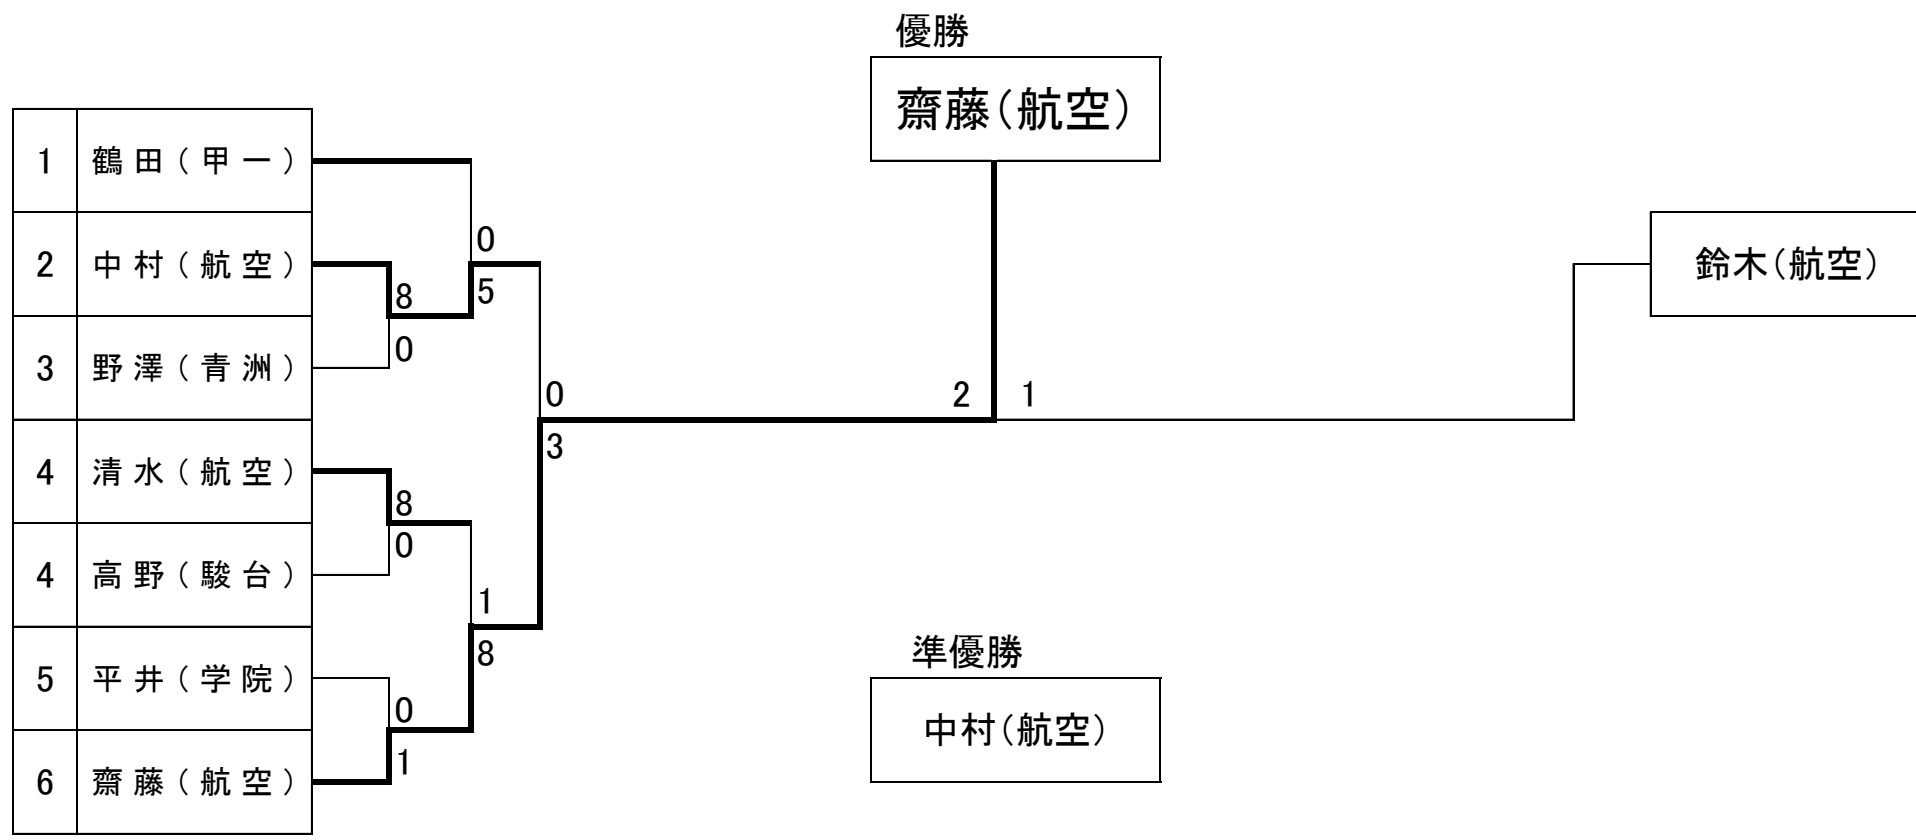 優勝
齋藤(航空)
1 鶴田(甲一)
0
鈴木(航空)
2 中村(航空)
8
5
3 野澤(青洲)
0
0
2 1
3
4 清水(航空)
8
0
4 高野(駿台)
1
8
準優勝
5 平井(学院)
0
中村(航空)
1
6 齋藤(航空)